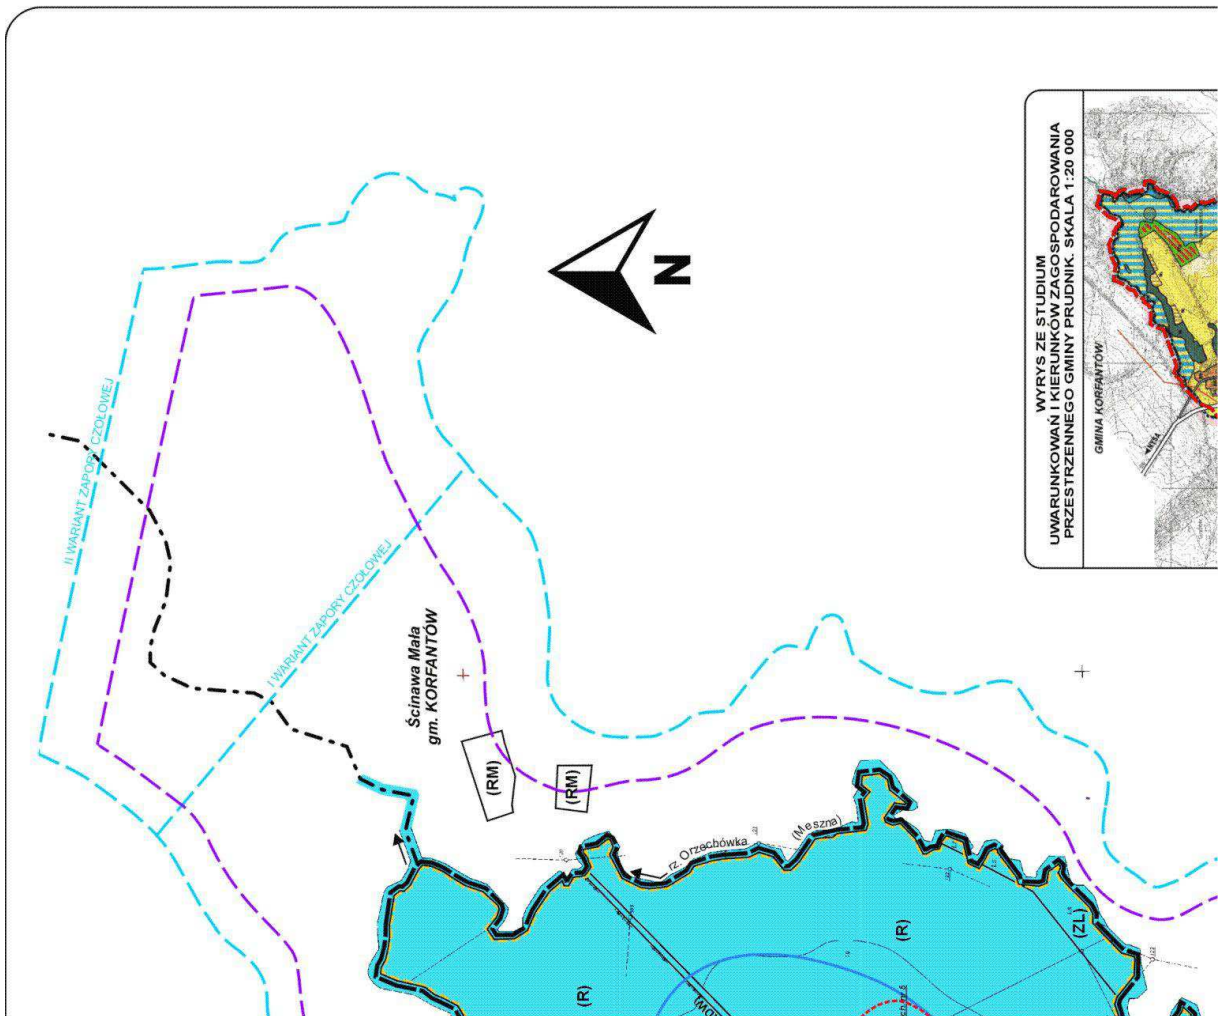 WYRYS ZE STUDIUM
UWARUNKOWAŃ I KIERUNKÓW ZAGOSPODAROWANIA
PRZESTRZENNEGO GMINY PRUDNIK. SKALA 1:20 000
GMINA KORFANTÓW
NYSA
N
II WARIANT ZAPORY CZOŁOWEJ
I WARIANT ZAPORY CZOŁOWEJ
Ścinawa Mała
gm. KORFANTÓW
(RM)
(RM)
rz. Orzechówka
(Meszna)
(R)
(ZL)
(R)